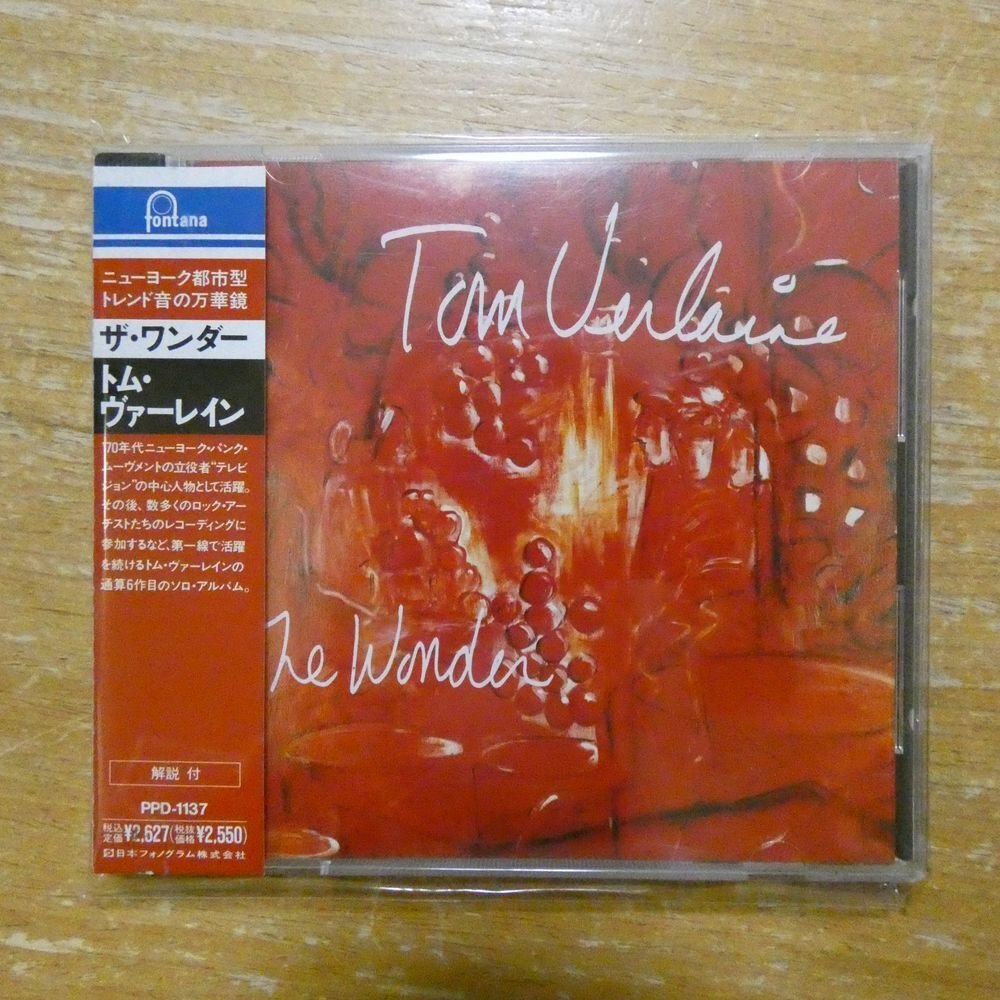 fontana
ニューヨーク都市型
トレンド音の万華鏡
ザ・ワンダー
トム・
ヴァーレイン
'70年代ニューヨーク・パンク・
ムーヴメントの立役者"テレビ
ジョン"の中心人物として活躍。
その後、数多くのロック・アー
チストたちのレコーディングに
参加するなど、第一線で活躍
を続けるトム・ヴァーレインの
通算6作目のソロ・アルバム。
解説 付
PPD-1137
税込定価¥2,627(税抜価格¥2,550)
日本フォノグラム株式会社
Tom Verlaine
he Wonder